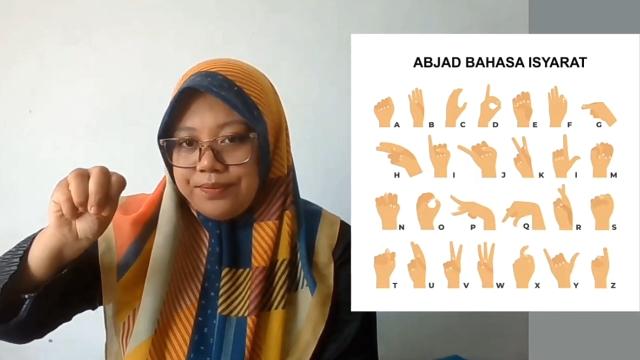 ABJAD BAHASA ISYARAT
A B C D E F G
H I J K I M
N O P Q R S
T U V W X Y Z